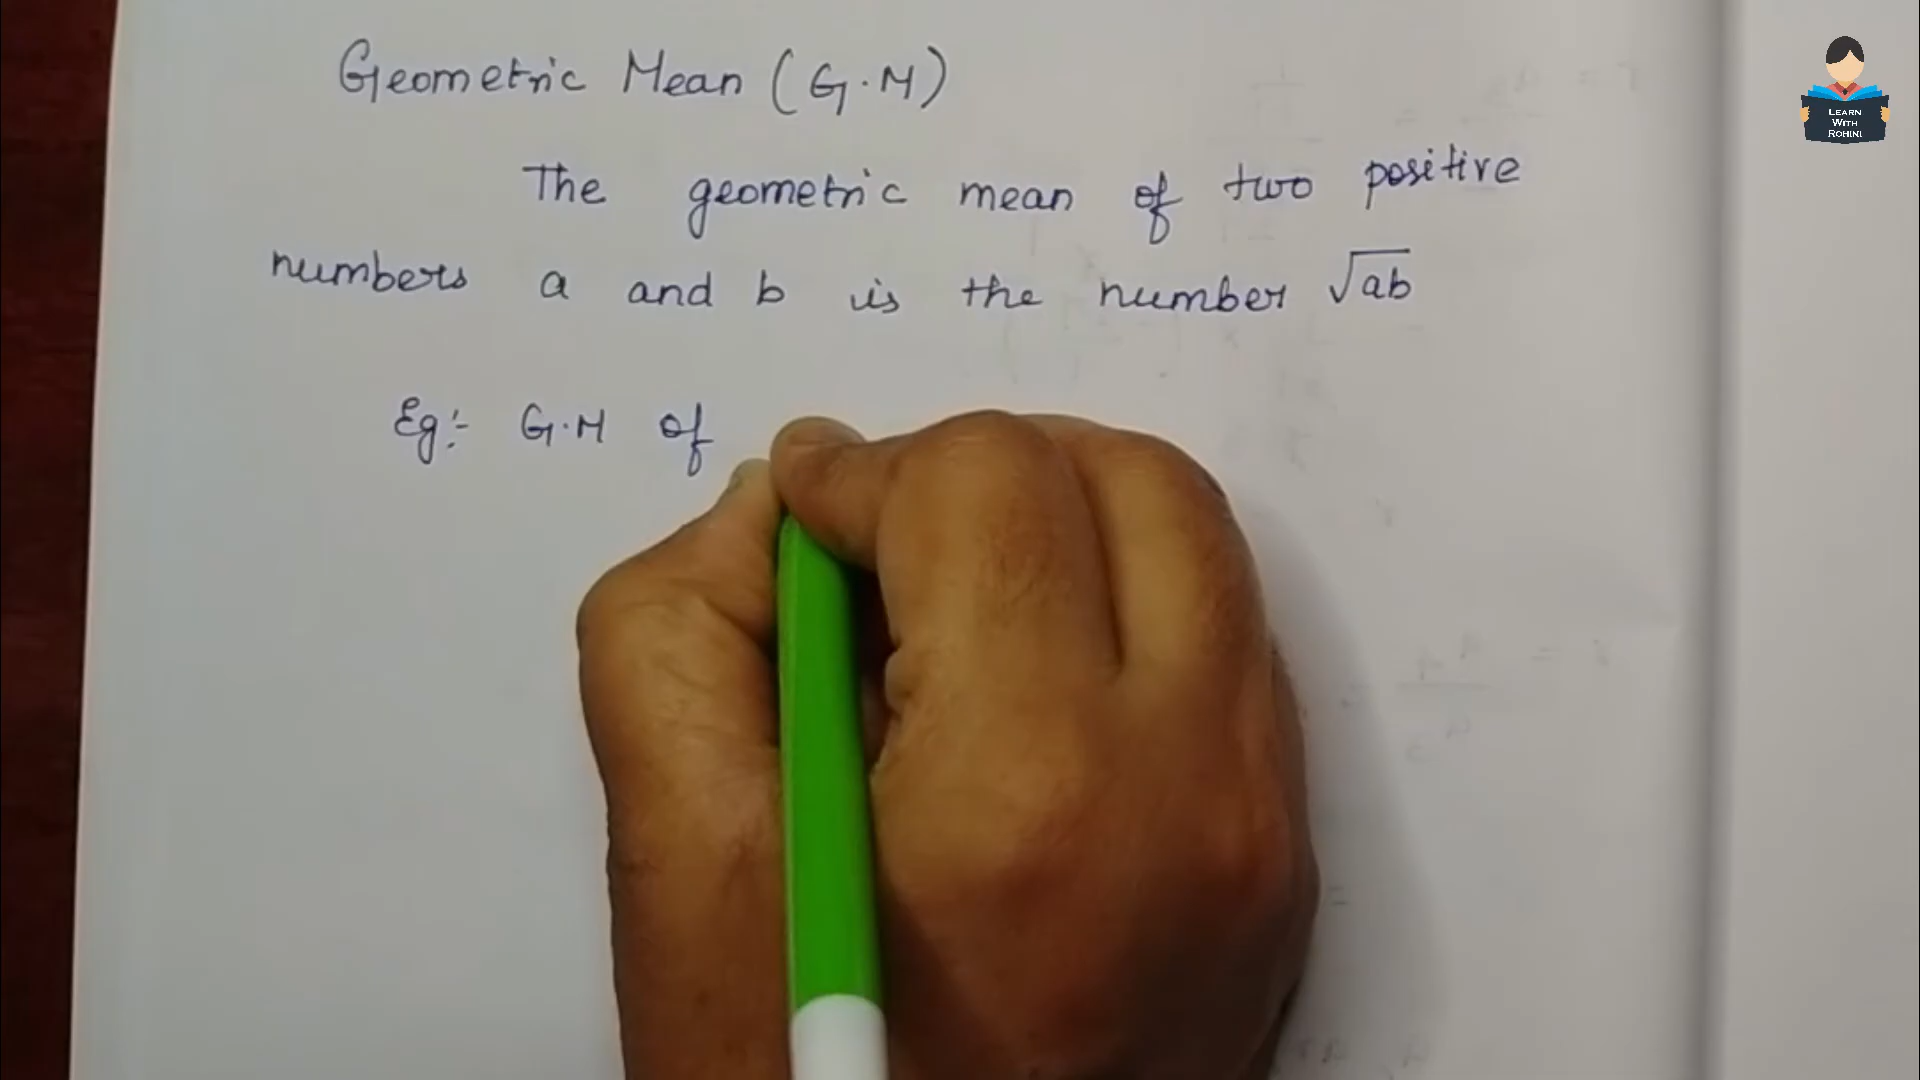 Geometric Mean (G.M)
The geometric mean of two positive
numbers a and b is the number √ab
Eg:- G.M of
LEARN
WITH
ROHINI